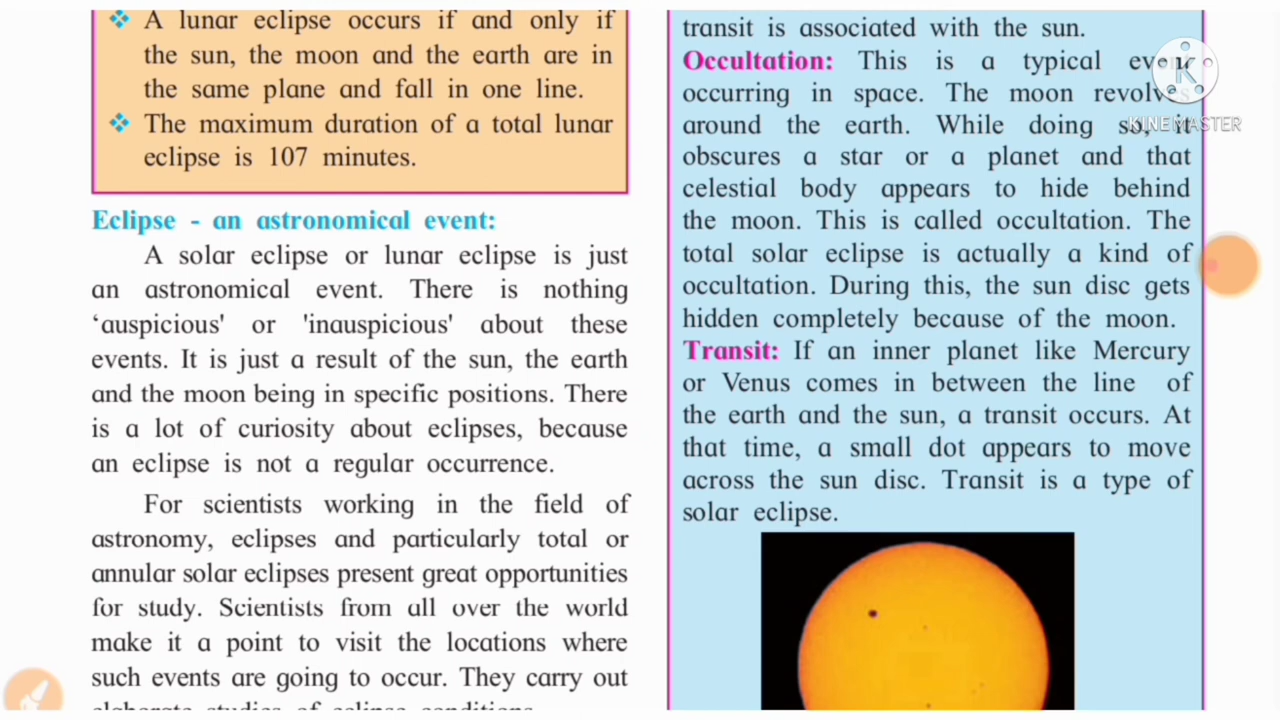 ❖ A lunar eclipse occurs if and only if
the sun, the moon and the earth are in
the same plane and fall in one line.
❖ The maximum duration of a total lunar
eclipse is 107 minutes.
Eclipse - an astronomical event:
A solar eclipse or lunar eclipse is just
an astronomical event. There is nothing
‘auspicious' or 'inauspicious' about these
events. It is just a result of the sun, the earth
and the moon being in specific positions. There
is a lot of curiosity about eclipses, because
an eclipse is not a regular occurrence.
For scientists working in the field of
astronomy, eclipses and particularly total or
annular solar eclipses present great opportunities
for study. Scientists from all over the world
make it a point to visit the locations where
such events are going to occur. They carry out
elaborate studies of eclipse conditions.
transit is associated with the sun.
Occultation: This is a typical event
occurring in space. The moon revolves
around the earth. While doing so, it
obscures a star or a planet and that
celestial body appears to hide behind
the moon. This is called occultation. The
total solar eclipse is actually a kind of
occultation. During this, the sun disc gets
hidden completely because of the moon.
Transit: If an inner planet like Mercury
or Venus comes in between the line of
the earth and the sun, a transit occurs. At
that time, a small dot appears to move
across the sun disc. Transit is a type of
solar eclipse.
K
KINEMASTER